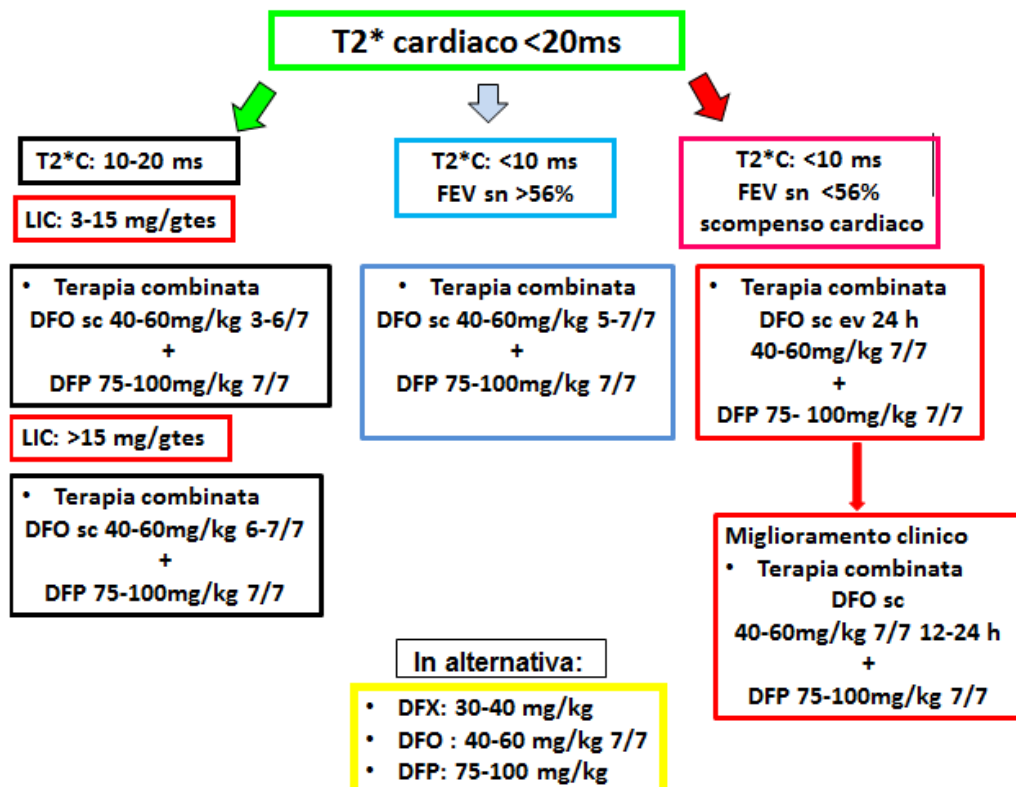 T2* cardiaco <20ms
T2*C: 10-20 ms
LIC: 3-15 mg/gtes
• Terapia combinata
DFO sc 40-60mg/kg 3-6/7
+
DFP 75-100mg/kg 7/7
LIC: >15 mg/gtes
• Terapia combinata
DFO sc 40-60mg/kg 6-7/7
+
DFP 75-100mg/kg 7/7
T2*C: <10 ms
FEV sn >56%
• Terapia combinata
DFO sc 40-60mg/kg 5-7/7
+
DFP 75-100mg/kg 7/7
T2*C: <10 ms
FEV sn <56%
scompenso cardiaco
• Terapia combinata
DFO sc ev 24 h
40-60mg/kg 7/7
+
DFP 75- 100mg/kg 7/7
Miglioramento clinico
• Terapia combinata
DFO sc
40-60mg/kg 7/7 12-24 h
+
DFP 75-100mg/kg 7/7
In alternativa:
• DFX: 30-40 mg/kg
• DFO : 40-60 mg/kg 7/7
• DFP: 75-100 mg/kg